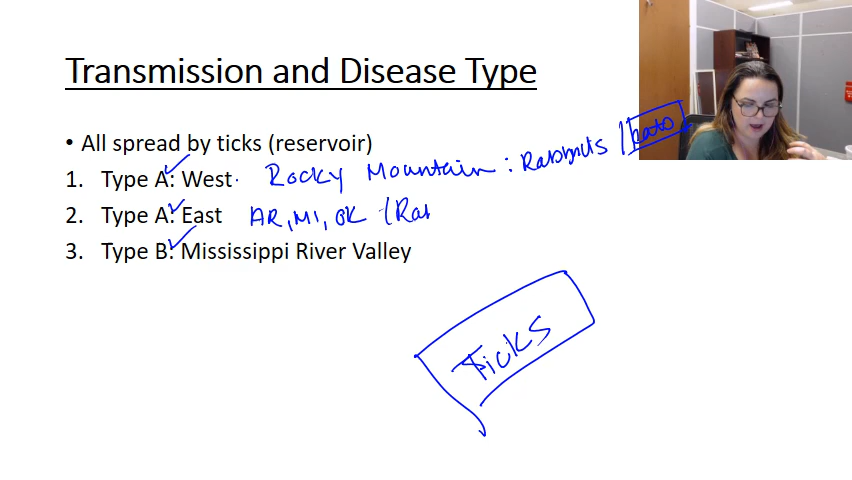 Transmission and Disease Type
• All spread by ticks (reservoir)
1. Type A: West Rocky Mountain: Rabbits /
2. Type A: East AR, MI, OK (Rab
3. Type B: Mississippi River Valley
Ticks